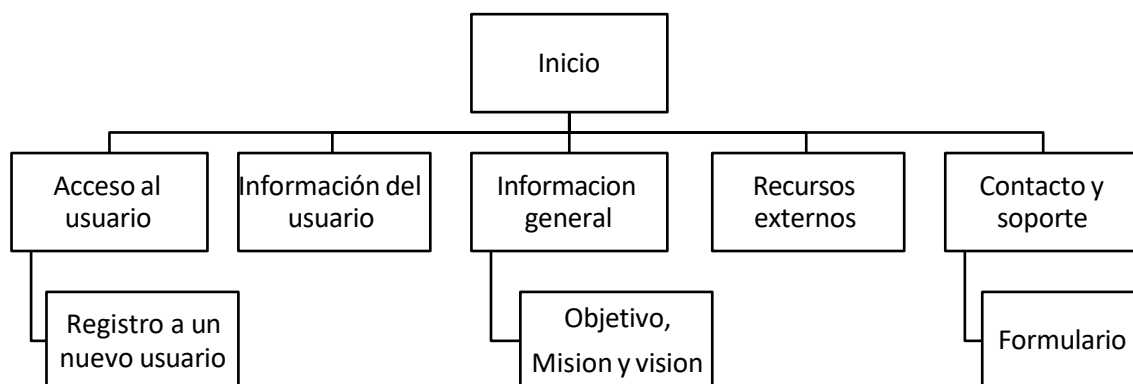 Inicio
Acceso al
usuario
Información del
usuario
Informacion
general
Recursos
externos
Contacto y
soporte
Registro a un
nuevo usuario
Objetivo,
Mision y vision
Formulario